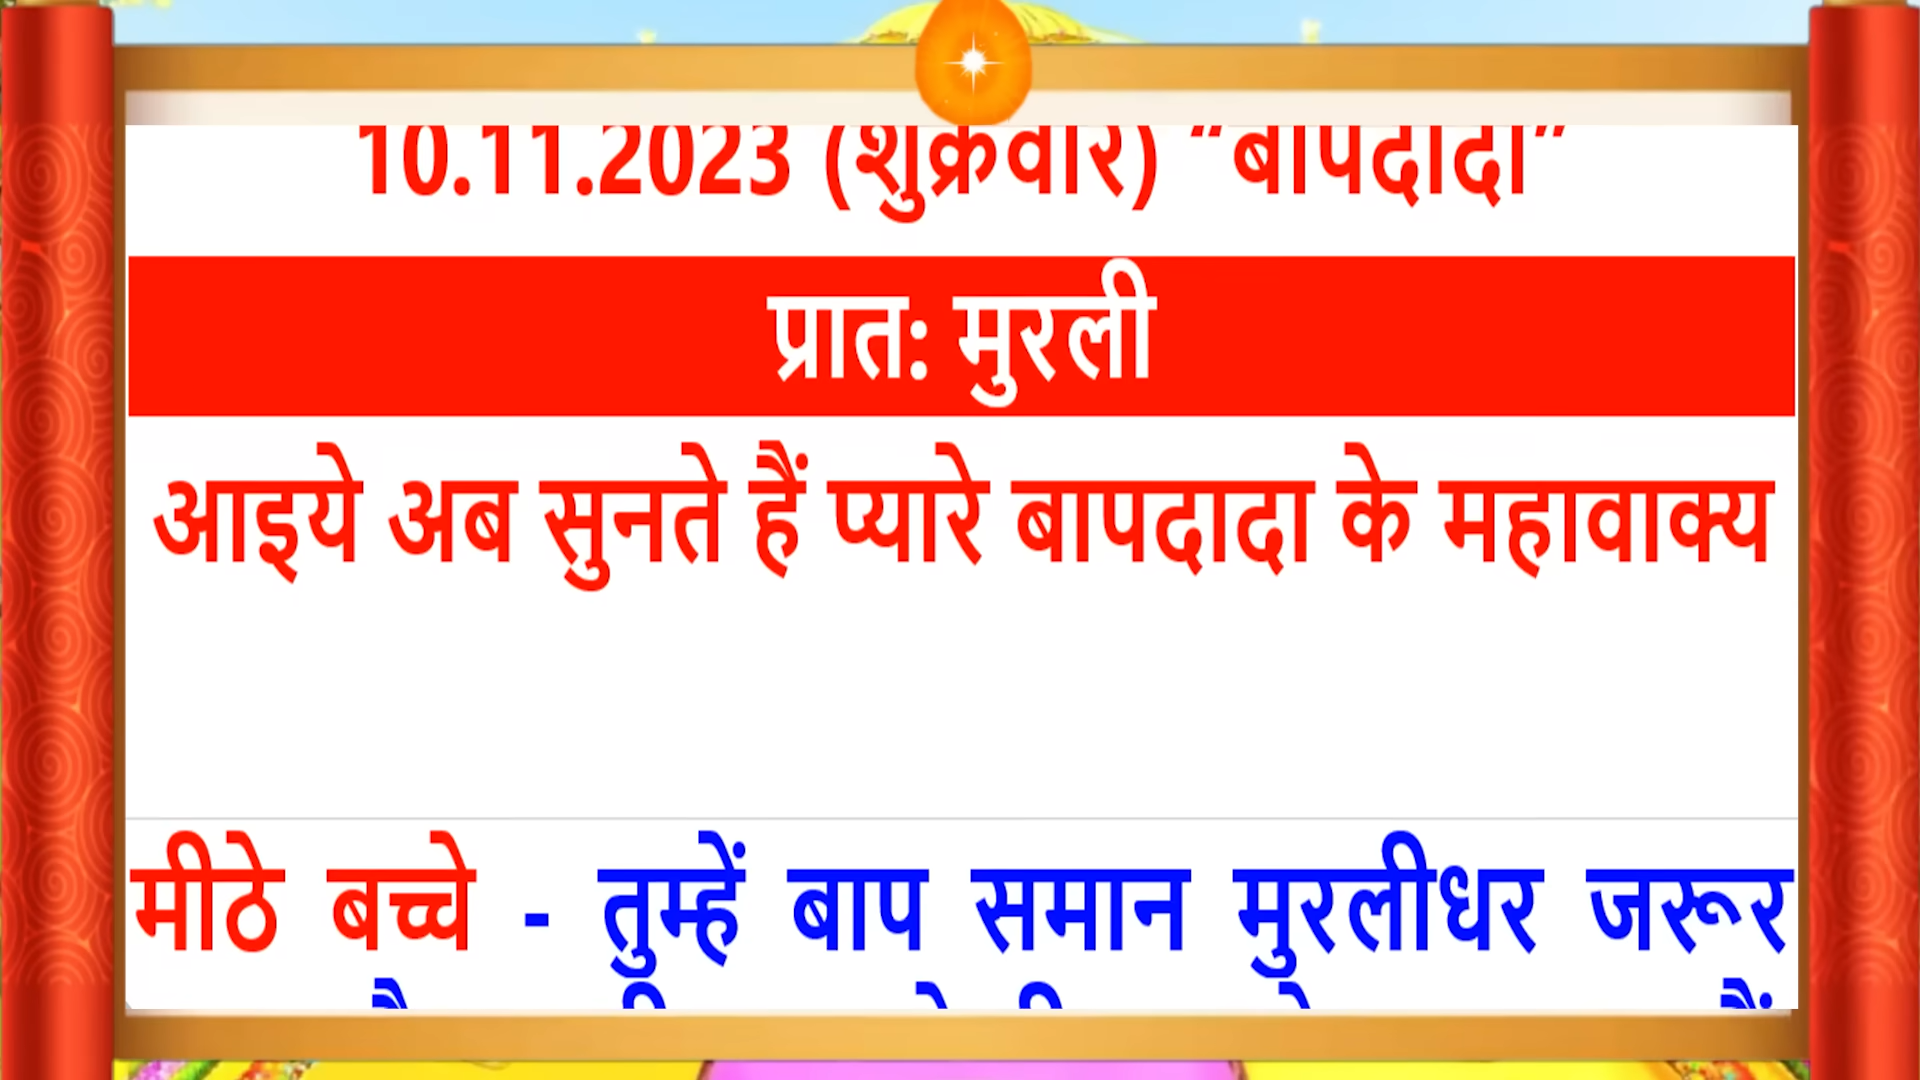 10.11.2023 (शुक्रवार) “बापदादा”
प्रात: मुरली
आइये अब सुनते हैं प्यारे बापदादा के महावाक्य
मीठे बच्चे - तुम्हें बाप समान मुरलीधर जरूर